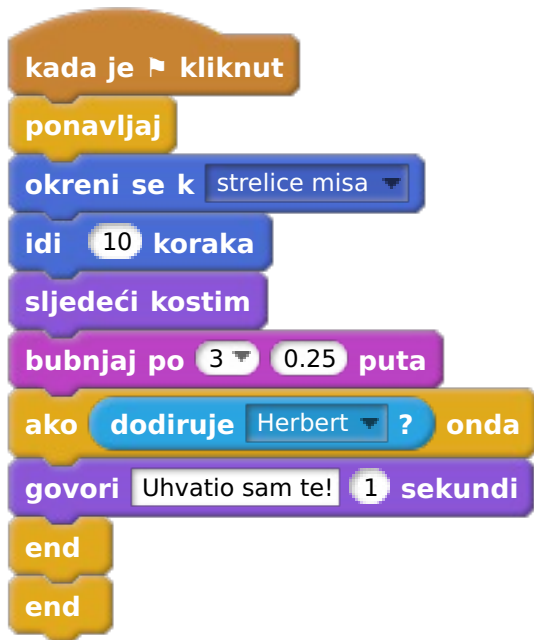 kada je ⚑ kliknut
ponavljaj
okreni se k strelice misa
idi 10 koraka
sljedeći kostim
bubnjaj po 3 0.25 puta
ako dodiruje Herbert ? onda
govori Uhvatio sam te! 1 sekundi
end
end